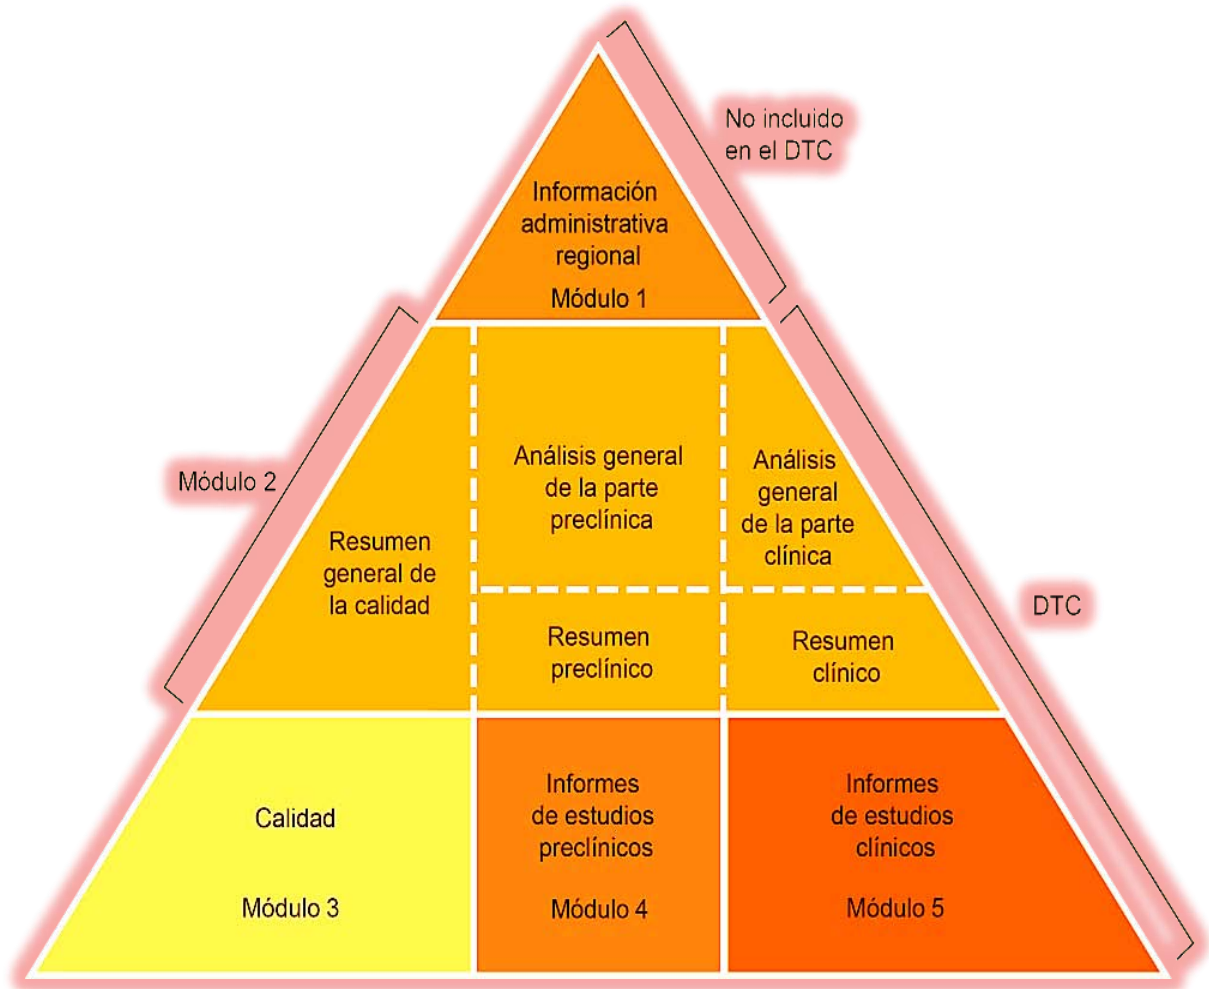 No incluido
en el DTC
Información
administrativa
regional
Módulo 1
Módulo 2
Resumen
general de
la calidad
Análisis general
de la parte
preclínica
Análisis
general
de la parte
clínica
Resumen
preclínico
Resumen
clínico
DTC
Calidad
Módulo 3
Informes
de estudios
preclínicos
Módulo 4
Informes
de estudios
clínicos
Módulo 5